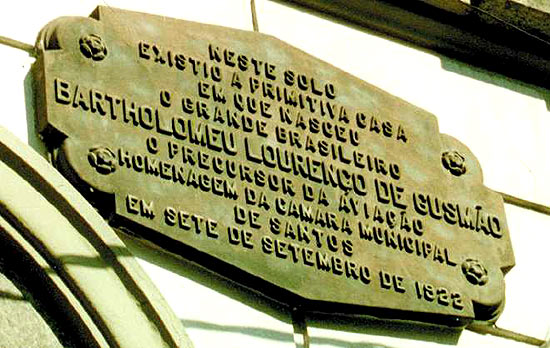 NESTE SOLO
EXISTIO A PRIMITIVA CASA
EM QUE NASCEU
O GRANDE BRASILEIRO
BARTHOLOMEU LOURENÇO DE GUSMÃO
O PRECURSOR DA AVIAÇÃO
HOMENAGEM DA CAMARA MUNICIPAL
DE SANTOS
EM SETE DE SETEMBRO DE 1922